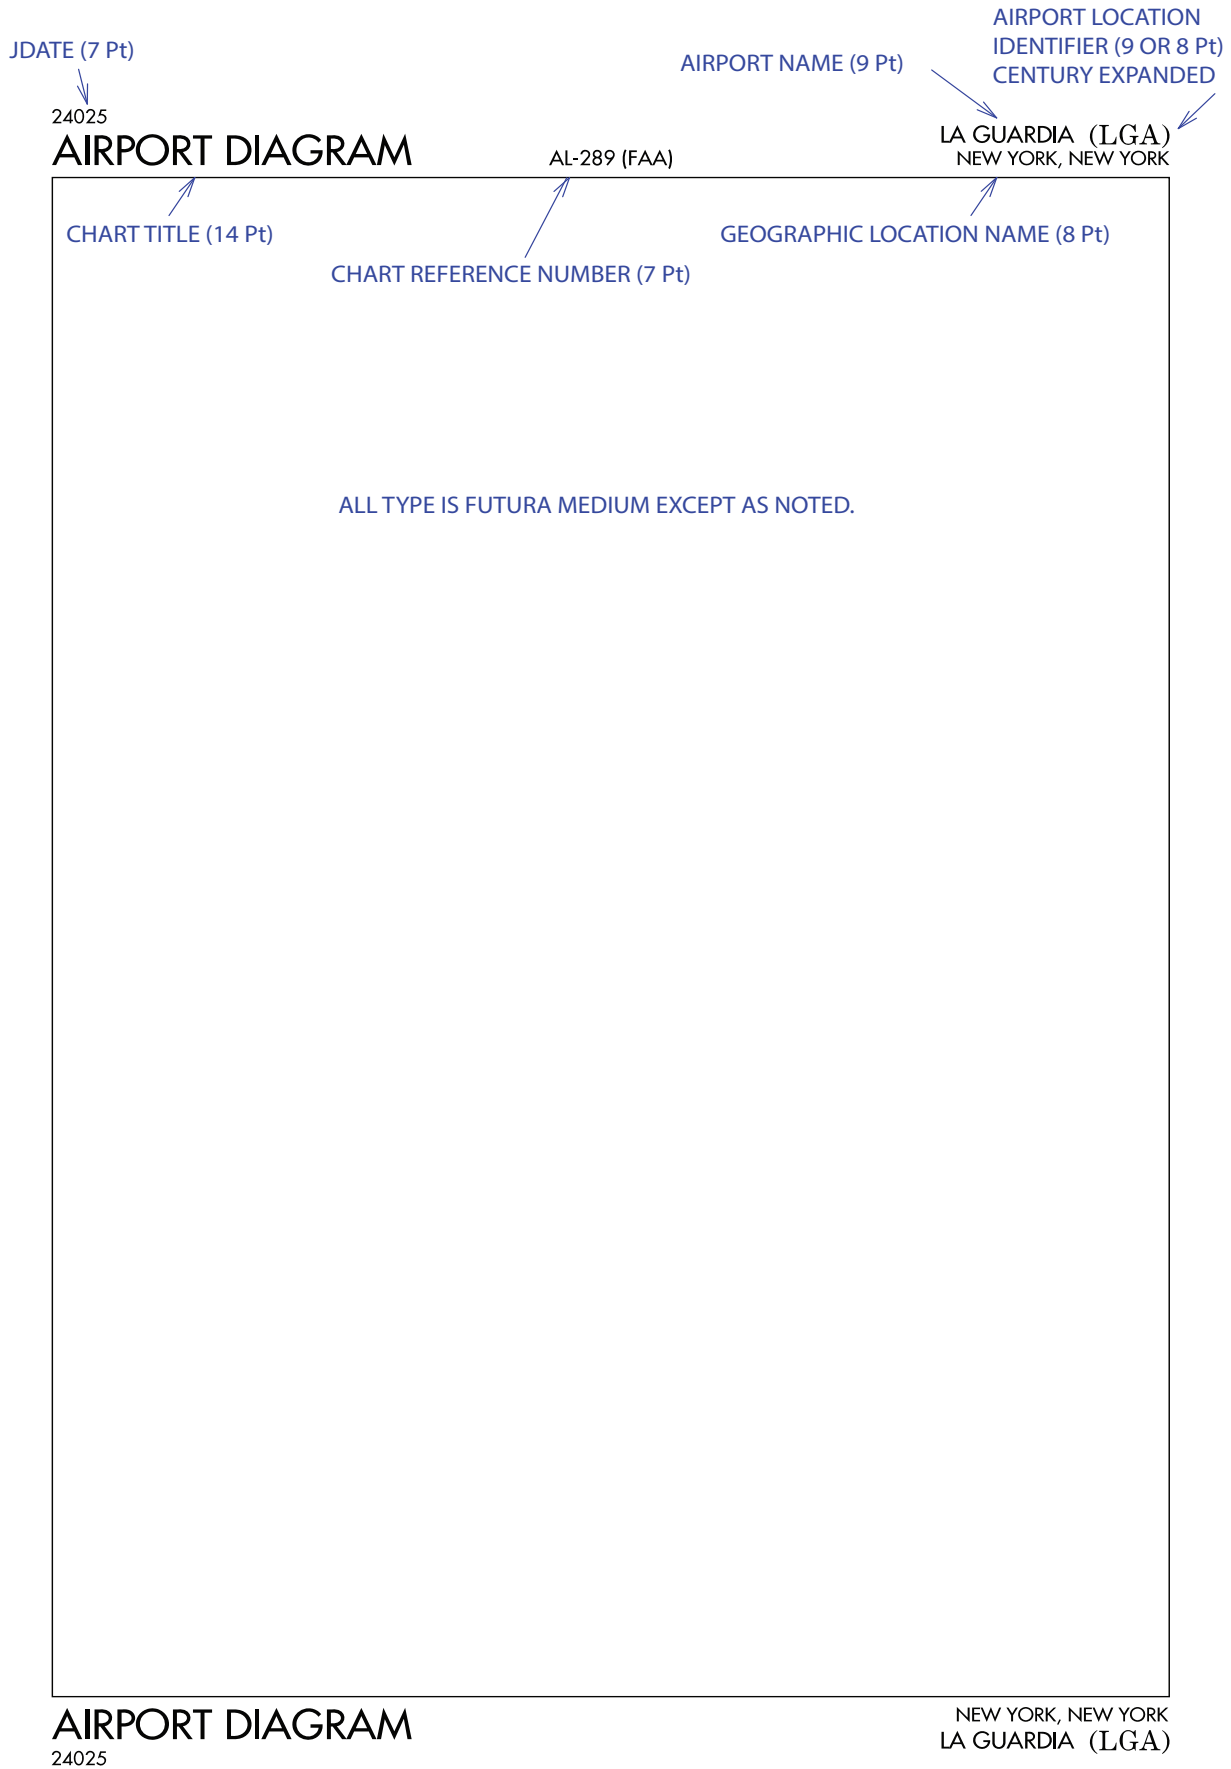 JDATE (7 Pt)
AIRPORT NAME (9 Pt)
AIRPORT LOCATION
IDENTIFIER (9 OR 8 Pt)
CENTURY EXPANDED
24025
AIRPORT DIAGRAM
AL-289 (FAA)
LA GUARDIA (LGA)
NEW YORK, NEW YORK
CHART TITLE (14 Pt)
GEOGRAPHIC LOCATION NAME (8 Pt)
CHART REFERENCE NUMBER (7 Pt)
ALL TYPE IS FUTURA MEDIUM EXCEPT AS NOTED.
AIRPORT DIAGRAM
24025
NEW YORK, NEW YORK
LA GUARDIA (LGA)